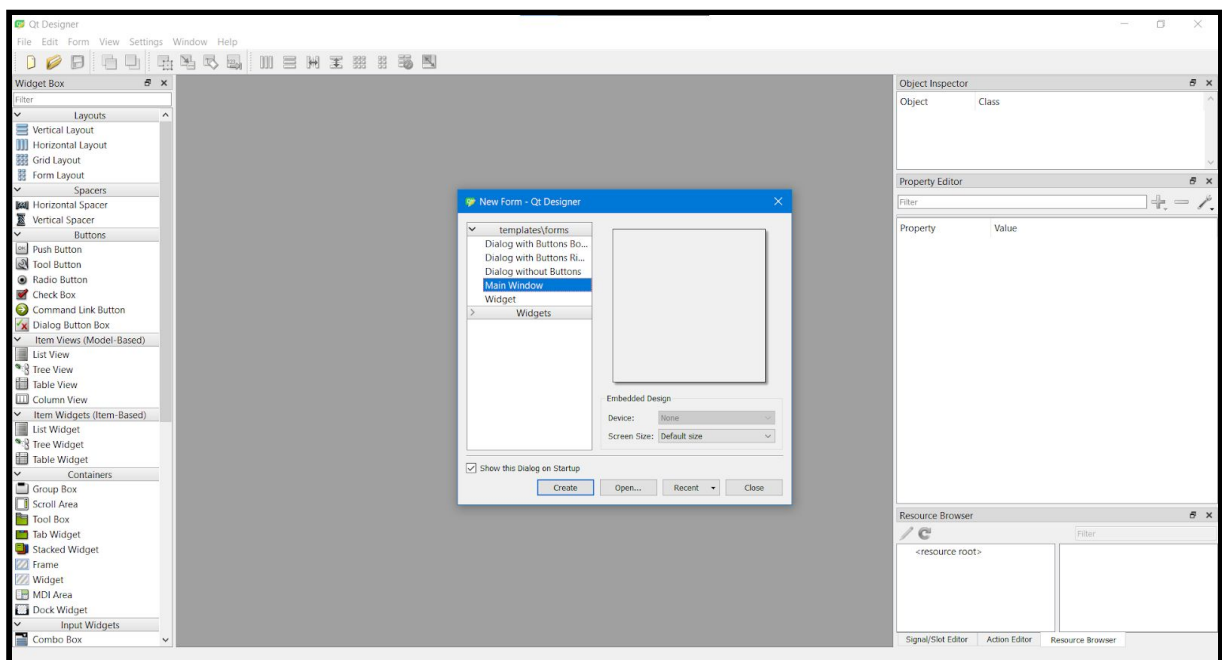 Qt Designer
File Edit Form View Settings Window Help
Widget Box
Filter
Layouts
Vertical Layout
Horizontal Layout
Grid Layout
Form Layout
Spacers
Horizontal Spacer
Vertical Spacer
Buttons
Push Button
Tool Button
Radio Button
Check Box
Command Link Button
Dialog Button Box
Item Views (Model-Based)
List View
Tree View
Table View
Column View
Item Widgets (Item-Based)
List Widget
Tree Widget
Table Widget
Containers
Group Box
Scroll Area
Tool Box
Tab Widget
Stacked Widget
Frame
Widget
MDI Area
Dock Widget
Input Widgets
Combo Box
New Form - Qt Designer
templates\forms
Dialog with Buttons Bo...
Dialog with Buttons Ri...
Dialog without Buttons
Main Window
Widget
Widgets
Embedded Design
Device: None
Screen Size: Default size
Show this Dialog on Startup
Create Open... Recent Close
Object Inspector
Object Class
Property Editor
Filter
Property Value
Resource Browser
Filter
<resource root>
Signal/Slot Editor Action Editor Resource Browser